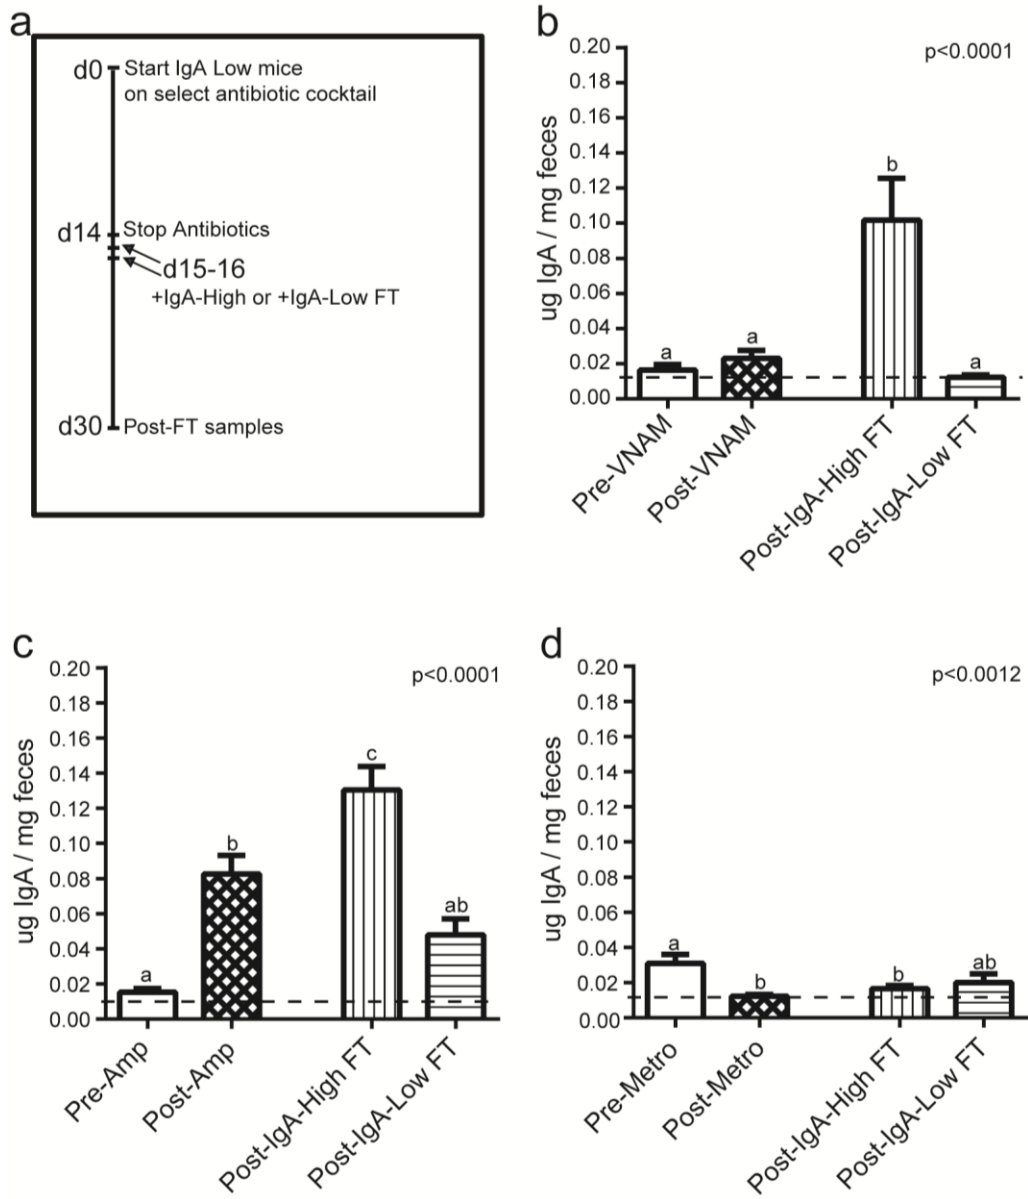 a
d0
Start IgA Low mice
on select antibiotic cocktail
d14
Stop Antibiotics
d15-16
+IgA-High or +IgA-Low FT
d30
Post-FT samples
b
p<0.0001
ug IgA / mg feces
0.20
0.18
0.16
0.14
0.12
0.10
0.08
0.06
0.04
0.02
0.00
a
a
b
a
Pre-VNAM
Post-VNAM
Post-IgA-High FT
Post-IgA-Low FT
c
p<0.0001
ug IgA / mg feces
0.20
0.18
0.16
0.14
0.12
0.10
0.08
0.06
0.04
0.02
0.00
a
b
c
ab
Pre-Amp
Post-Amp
Post-IgA-High FT
Post-IgA-Low FT
d
p<0.0012
ug IgA / mg feces
0.20
0.18
0.16
0.14
0.12
0.10
0.08
0.06
0.04
0.02
0.00
a
b
b
ab
Pre-Metro
Post-Metro
Post-IgA-High FT
Post-IgA-Low FT